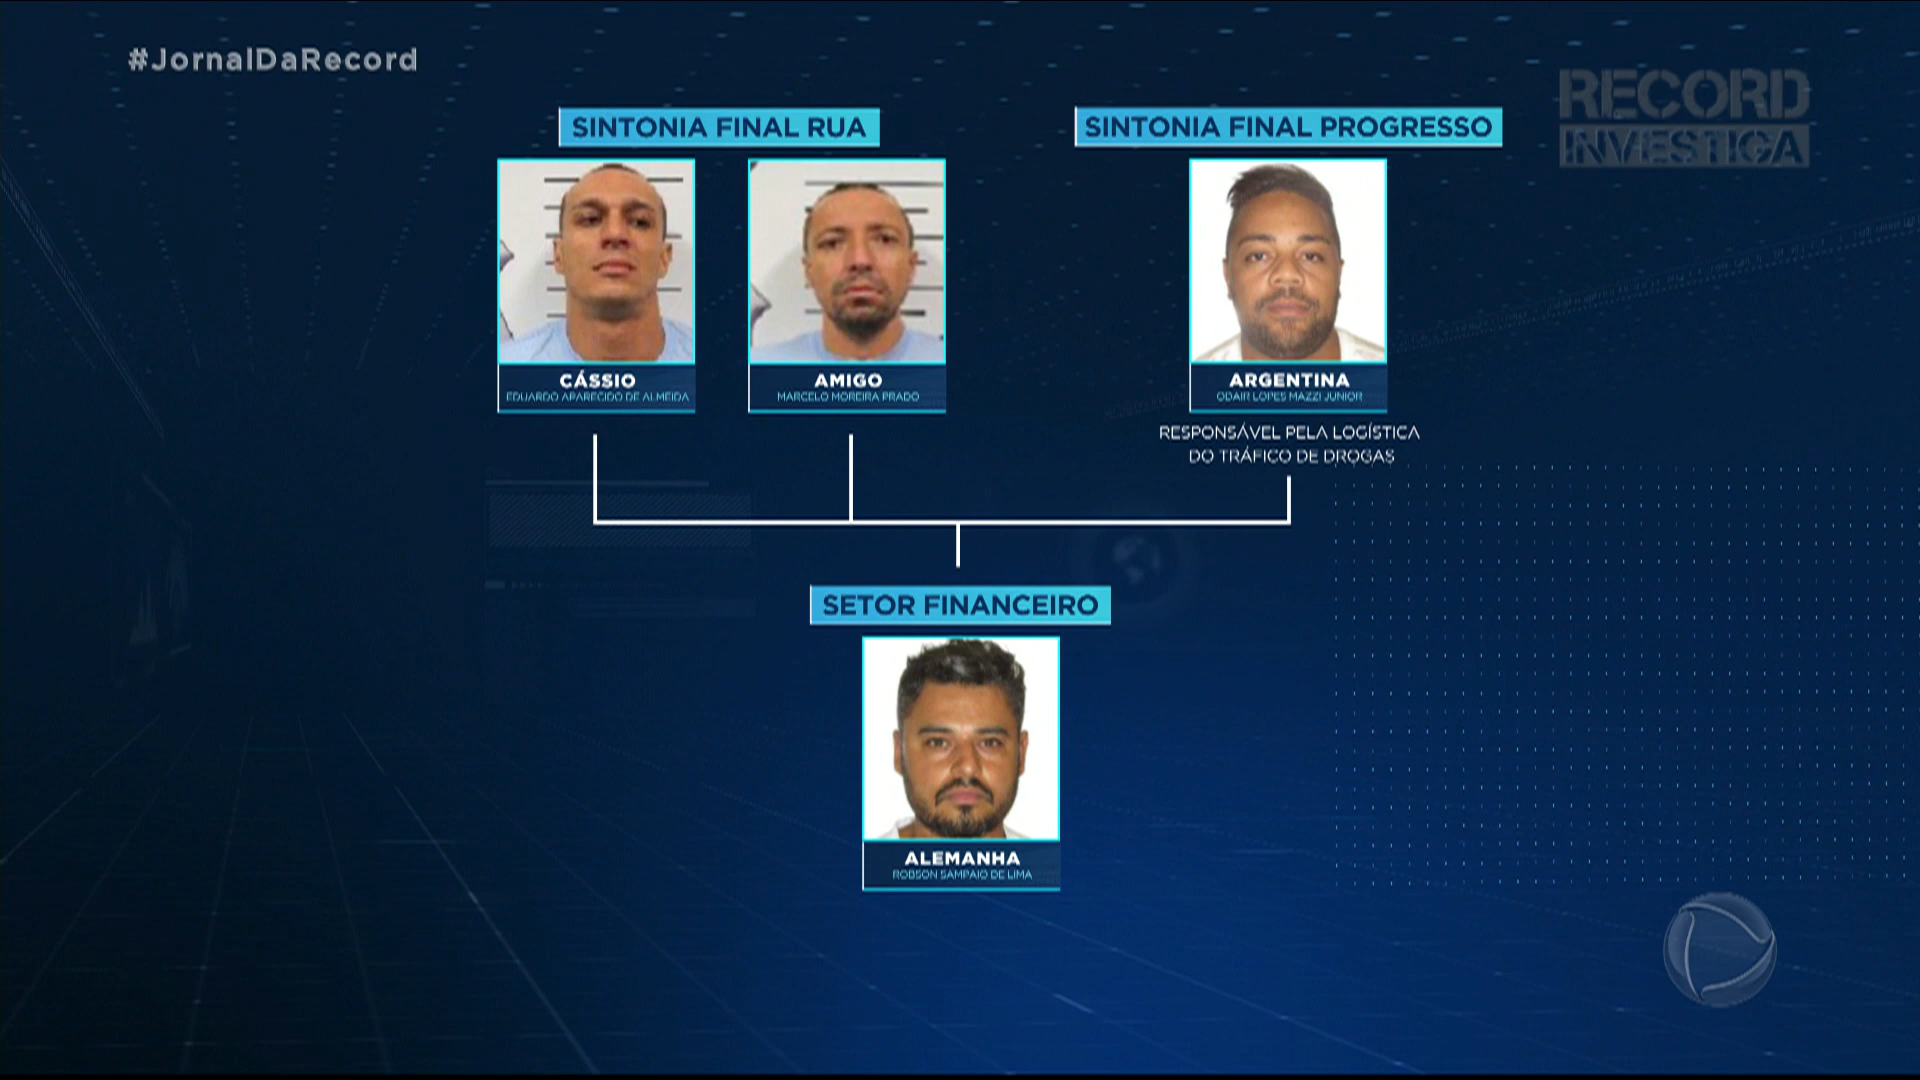 #JornalDaRecord
RECORD
INVESTIGA
SINTONIA FINAL RUA
SINTONIA FINAL PROGRESSO
CÁSSIO
EDUARDO APARECIDO DE ALMEIDA
AMIGO
MARCELO MOREIRA PRADO
ARGENTINA
ODAIR LOPES MAZZI JUNIOR
RESPONSÁVEL PELA LOGÍSTICA
DO TRÁFICO DE DROGAS
SETOR FINANCEIRO
ALEMANHA
ROBSON SAMPAIO DE LIMA